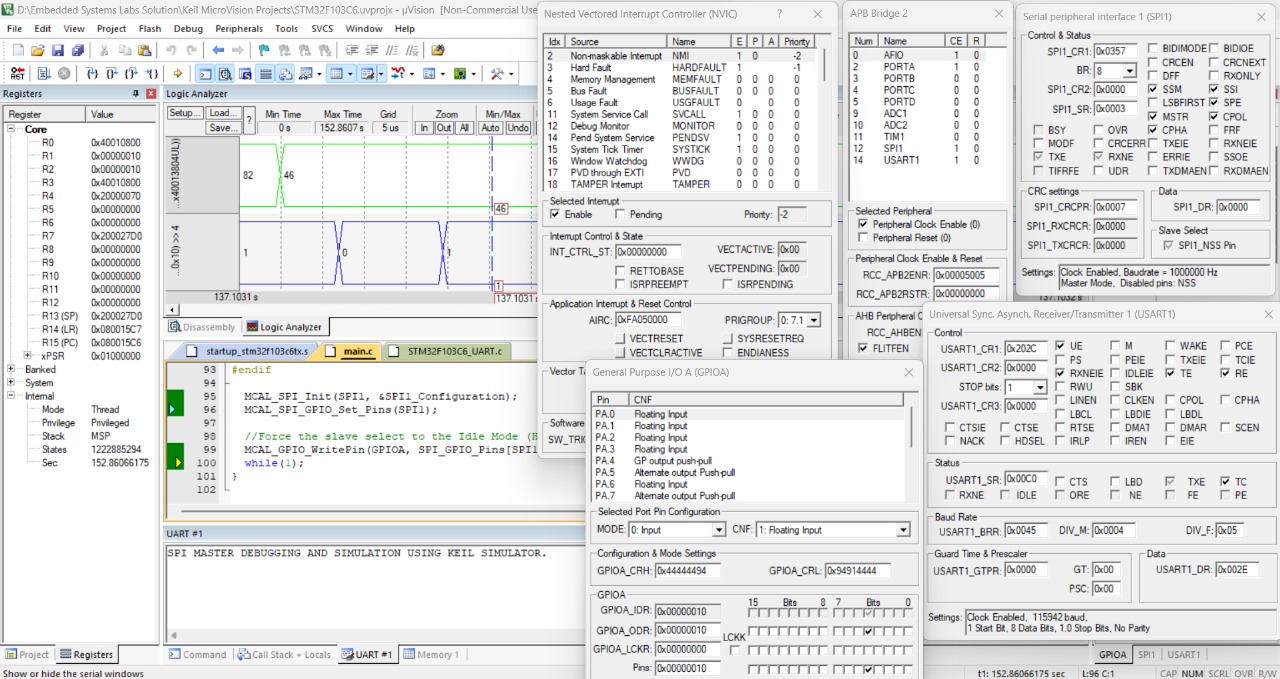 D:\Embedded Systems Labs Solution\Keil MicroVision Projects\STM32F103C6.uvprojx - µVision [Non-Commercial Use
File Edit View Project Flash Debug Peripherals Tools SVCS Window Help
Registers
Register Value
Core
R0 0x40010800
R1 0x00000010
R2 0x00000010
R3 0x40010800
R4 0x20000070
R5 0x00000000
R6 0x00000000
R7 0x200027D0
R8 0x00000000
R9 0x00000000
R10 0x00000000
R11 0x00000000
R12 0x00000000
R13 (SP) 0x200027D0
R14 (LR) 0x080015C7
R15 (PC) 0x080015C6
xPSR 0x01000000
Banked
System
Internal
Mode Thread
Privilege Privileged
Stack MSP
States 1222885294
Sec 152.86066175
Project Registers
Logic Analyzer
Setup... Load... Save... ?
Min Time Max Time Grid Zoom Min/Max
0 s 152.8607 s 5 us In Out All Auto Undo
...x40013804UL))
82 46
46
..0x10) >> 4
1 0 1
1
137.1031 s 137.1031 s 137.1032 s
Disassembly Logic Analyzer
startup_stm32f103c6tx.s main.c STM32F103C6_UART.c
93 #endif
94
95 MCAL_SPI_Init(SPI1, &SPI1_Configuration);
96 MCAL_SPI_GPIO_Set_Pins(SPI1);
97
98 //Force the slave select to the Idle Mode (H
99 MCAL_GPIO_WritePin(GPIOA, SPI_GPIO_Pins[SPI1
100 while(1);
101 }
102
UART #1
SPI MASTER DEBUGGING AND SIMULATION USING KEIL SIMULATOR.
Command Call Stack + Locals UART #1 Memory 1
Show or hide the serial windows
Nested Vectored Interrupt Controller (NVIC)
Idx Source Name E P A Priority
2 Non-maskable Interrupt NMI 1 0 -2
3 Hard Fault HARDFAULT 1 -1
4 Memory Management MEMFAULT 0 0 0 0
5 Bus Fault BUSFAULT 0 0 0 0
6 Usage Fault USGFAULT 0 0 0 0
11 System Service Call SVCALL 1 0 0 0
12 Debug Monitor MONITOR 0 0 0 0
14 Pend System Service PENDSV 1 0 0 0
15 System Tick Timer SYSTICK 1 0 0 0
16 Window Watchdog WWDG 0 0 0 0
17 PVD through EXTI PVD 0 0 0 0
18 TAMPER Interrupt TAMPER 0 0 0 0
Selected Interrupt
Enable Pending Priority: -2
Interrupt Control & State
INT_CTRL_ST: 0x00000000 VECTACTIVE: 0x00
RETTOBASE VECTPENDING: 0x00
ISRPREEMPT ISRPENDING
Application Interrupt & Reset Control
AIRC: 0xFA050000 PRIGROUP: 0: 7.1
VECTRESET SYSRESETREQ
VECTCLRACTIVE ENDIANESS
Vector Ta
Software
SW_TRIG
APB Bridge 2
Num Name CE R
0 AFIO 1 0
2 PORTA 1 0
3 PORTB 0 0
4 PORTC 0 0
5 PORTD 0 0
9 ADC1 0 0
10 ADC2 0 0
11 TIM1 0 0
12 SPI1 1 0
14 USART1 1 0
Selected Peripheral
Peripheral Clock Enable (0)
Peripheral Reset (0)
Peripheral Clock Enable & Reset
RCC_APB2ENR: 0x00005005
RCC_APB2RSTR: 0x00000000
AHB Peripheral C
RCC_AHBEN
FLITFEN
Serial peripheral interface 1 (SPI1)
Control & Status
SPI1_CR1: 0x0357 BIDIMODE BIDIOE
BR: 8 CRCEN CRCNEXT
DFF RXONLY
SPI1_CR2: 0x0000 SSM SSI
SPI1_SR: 0x0003 LSBFIRST SPE
MSTR CPOL
BSY OVR CPHA FRF
MODF CRCERR TXEIE RXNEIE
TXE RXNE ERRIE SSOE
TIFRFE UDR TXDMAEN RXDMAEN
CRC settings Data
SPI1_CRCPR: 0x0007 SPI1_DR: 0x0000
SPI1_RXCRCR: 0x0000 Slave Select
SPI1_TXCRCR: 0x0000 SPI1_NSS Pin
Settings: Clock Enabled, Baudrate = 1000000 Hz
Master Mode, Disabled pins: NSS
General Purpose I/O A (GPIOA)
Pin CNF
PA.0 Floating Input
PA.1 Floating Input
PA.2 Floating Input
PA.3 Floating Input
PA.4 GP output push-pull
PA.5 Alternate output Push-pull
PA.6 Floating Input
PA.7 Alternate output Push-pull
Selected Port Pin Configuration
MODE: 0: Input CNF: 1: Floating Input
Configuration & Mode Settings
GPIOA_CRH: 0x44444494 GPIOA_CRL: 0x94914444
GPIOA 15 Bits 8 7 Bits 0
GPIOA_IDR: 0x00000010
GPIOA_ODR: 0x00000010
LCKK
GPIOA_LCKR: 0x00000000
Pins: 0x00000010
Universal Sync. Asynch. Receiver/Transmitter 1 (USART1)
Control
USART1_CR1: 0x202C UE M WAKE PCE
USART1_CR2: 0x0000 PS PEIE TXEIE TCIE
RXNEIE IDLEIE TE RE
STOP bits: 1 RWU SBK
USART1_CR3: 0x0000 LINEN CLKEN CPOL CPHA
LBCL LBDIE LBDL
CTSIE CTSE RTSE DMAT DMAR SCEN
NACK HDSEL IRLP IREN EIE
Status
USART1_SR: 0x00C0 CTS LBD TXE TC
RXNE IDLE ORE NE FE PE
Baud Rate
USART1_BRR: 0x0045 DIV_M: 0x0004 DIV_F: 0x05
Guard Time & Prescaler Data
USART1_GTPR: 0x0000 GT: 0x00 USART1_DR: 0x002E
PSC: 0x00
Settings: Clock Enabled, 115942 baud,
1 Start Bit, 8 Data Bits, 1.0 Stop Bits, No Parity
GPIOA SPI1 USART1
t1: 152.86066175 sec L:96 C:1 CAP NUM SCRL OVR R/W